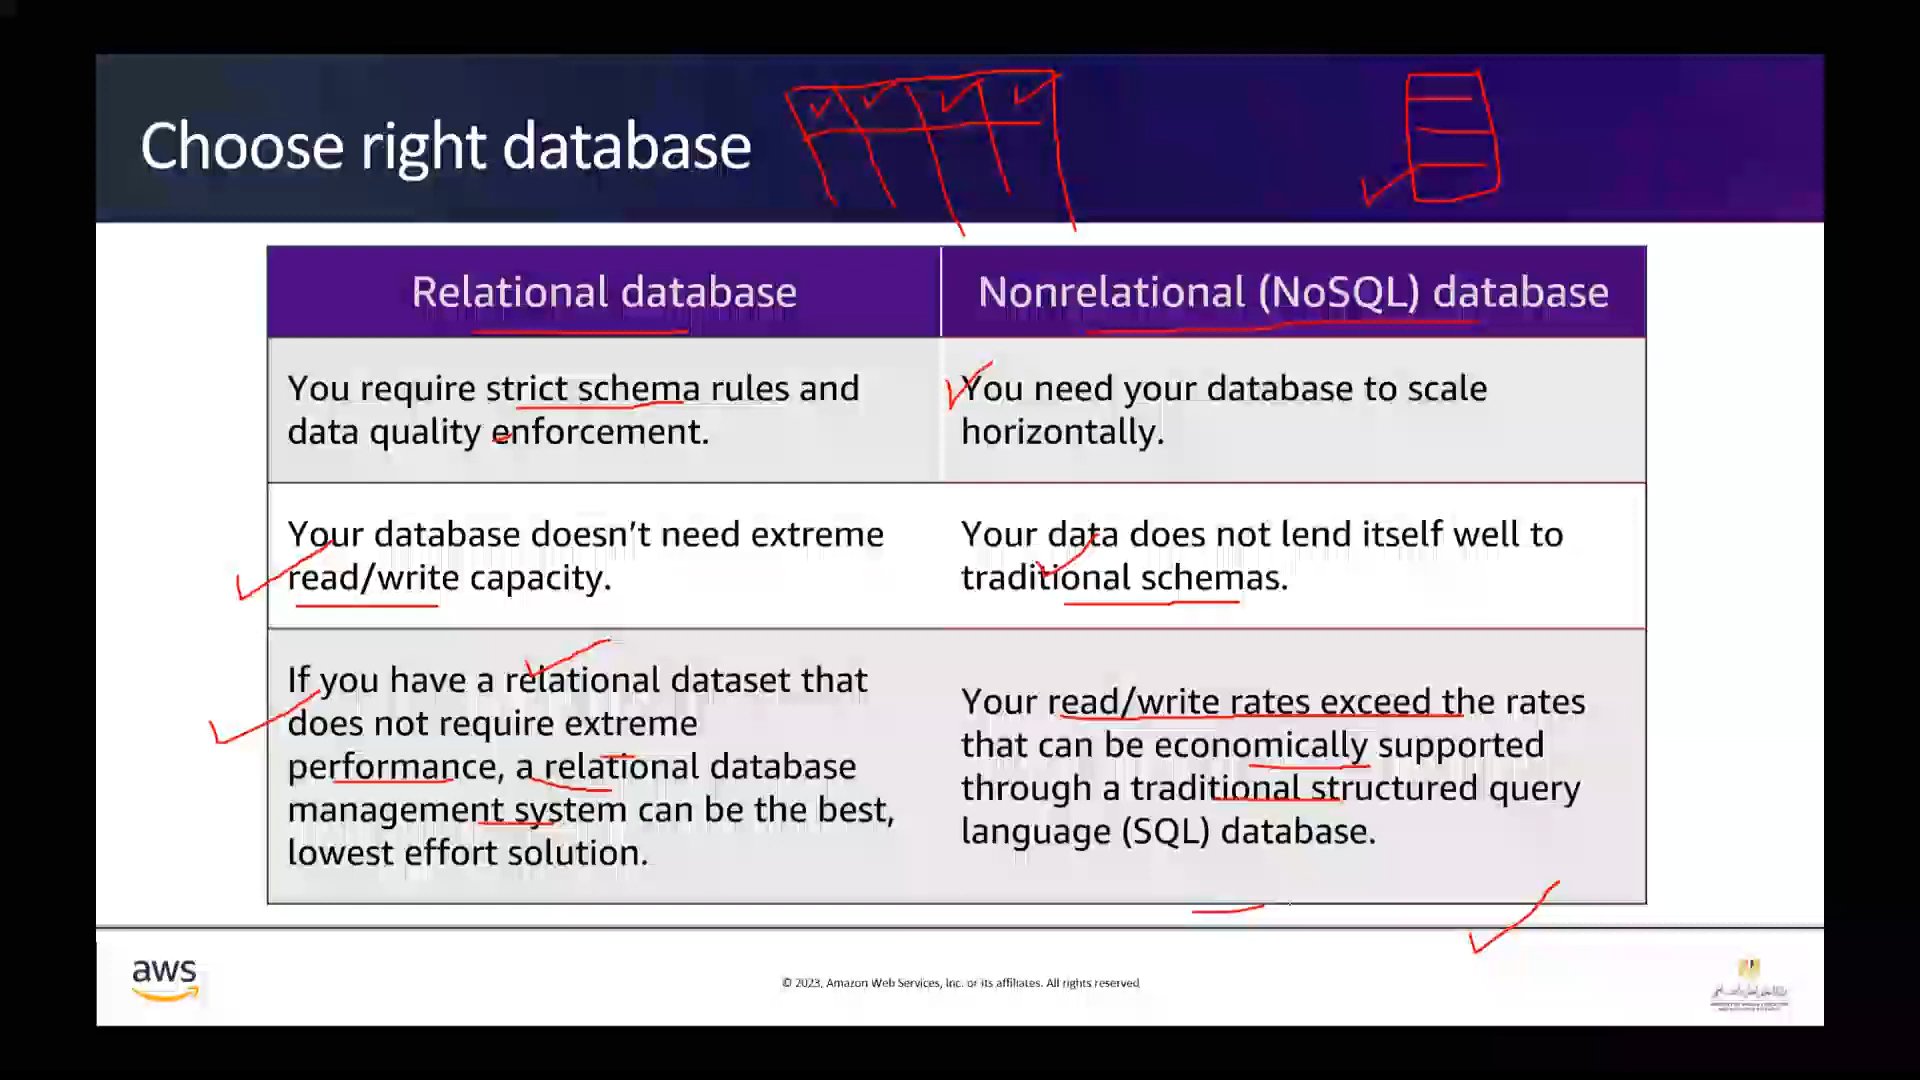 Choose right database
Relational database
Nonrelational (NoSQL) database
You require strict schema rules and
data quality enforcement.
You need your database to scale
horizontally.
Your database doesn't need extreme
read/write capacity.
Your data does not lend itself well to
traditional schemas.
If you have a relational dataset that
does not require extreme
performance, a relational database
management system can be the best,
lowest effort solution.
Your read/write rates exceed the rates
that can be economically supported
through a traditional structured query
language (SQL) database.
aws
© 2023, Amazon Web Services, Inc. or its affiliates. All rights reserved